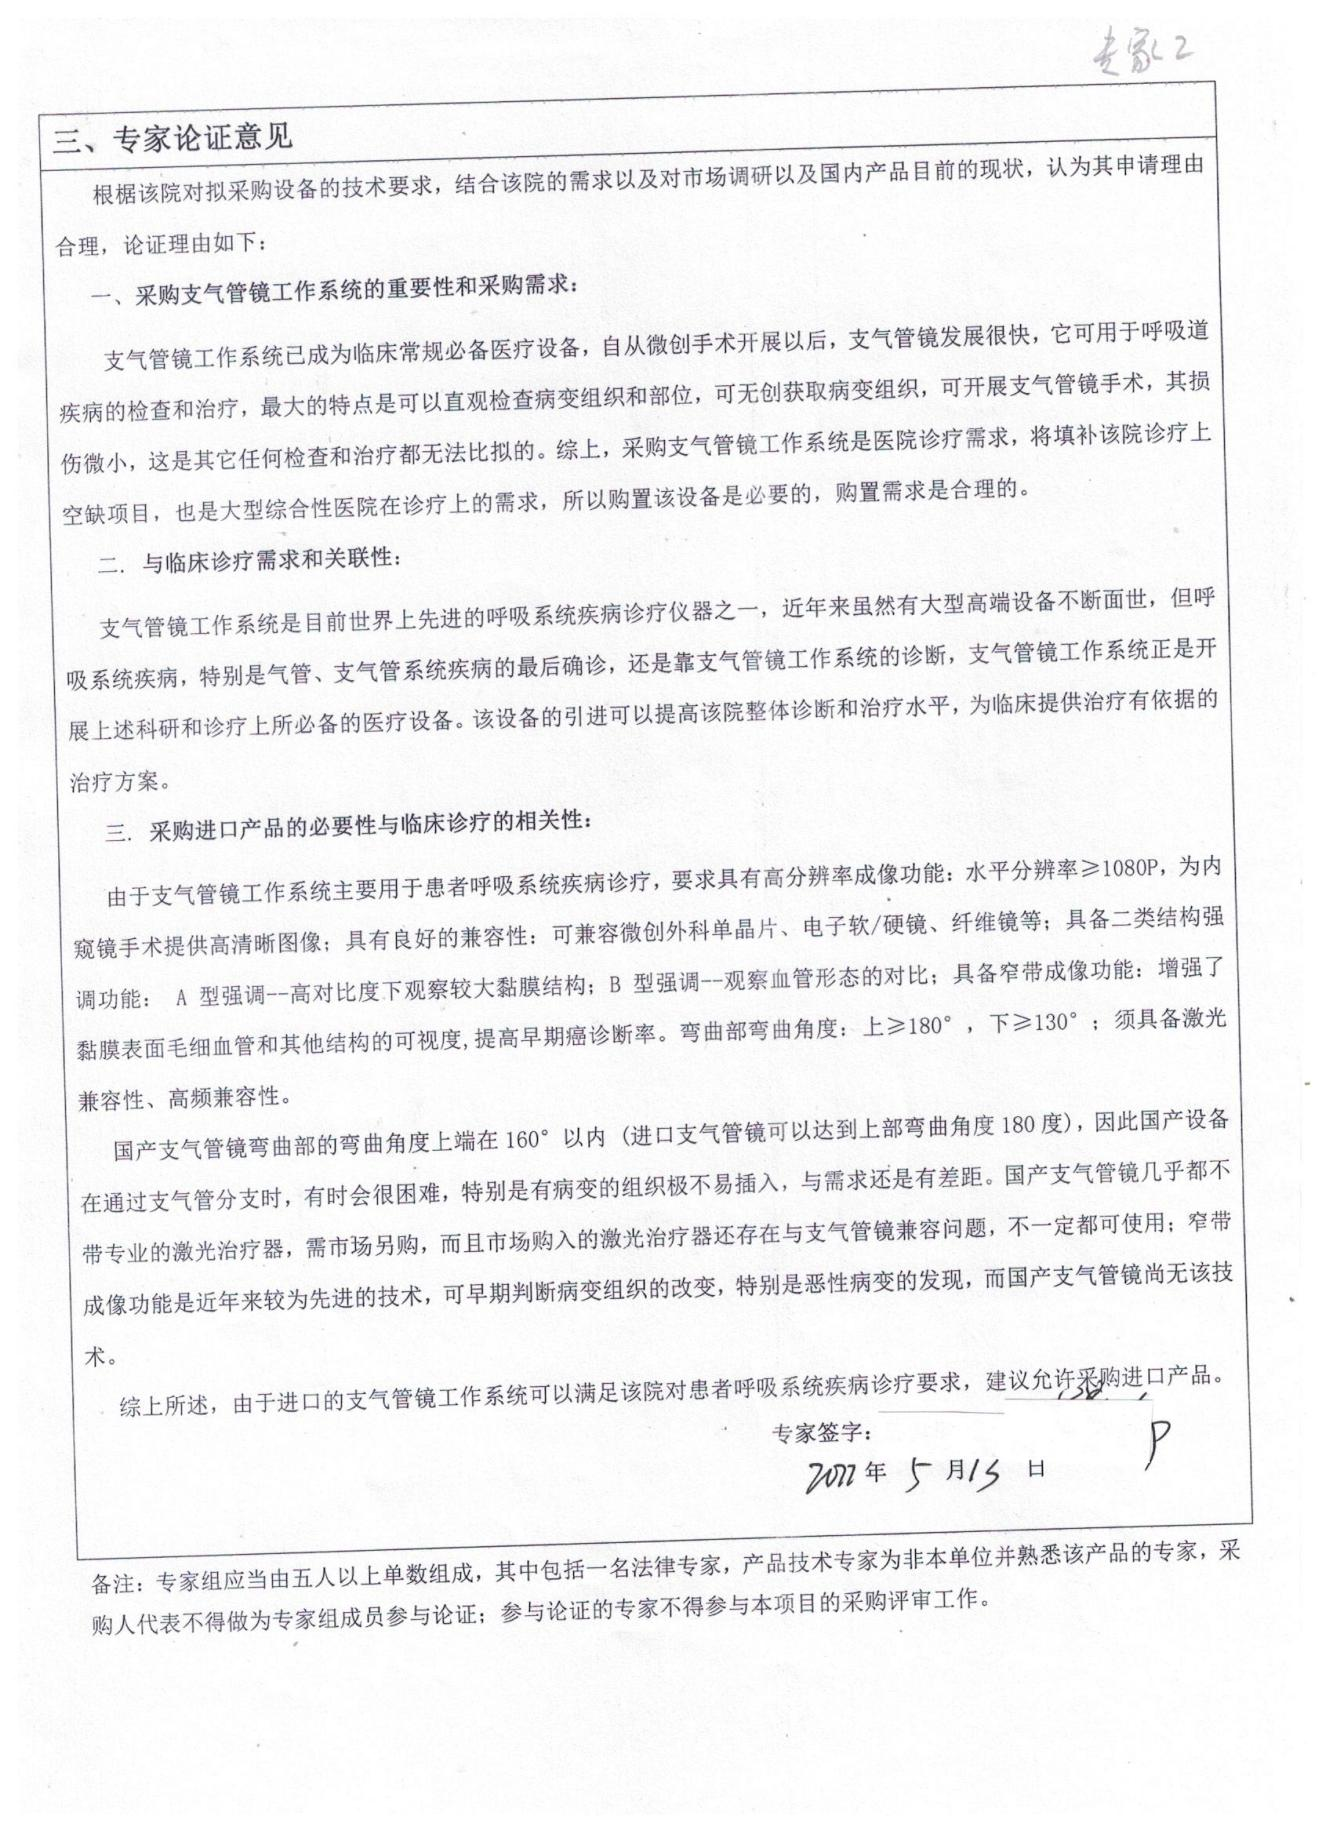 专家2
三、专家论证意见
根椐该院对拟采购设备的技术要求，结合该院的需求以及对市场调研以及国内产品目前的现状，认为其申请理由
合理，论证理由如下：
一、采购支气管镜工作系统的重要性和采购需求：
支气管镜工作系统已成为临床常规必备医疗设备，自从微创手术开展以后，支气管镜发展很快，它可用于呼吸道
疾病的检查和治疗，最大的特点是可以直观检查病变组织和部位，可无创获取病变组织，可开展支气管镜手术，其损
伤微小，这是其它任何检查和治疗都无法比拟的。综上，采购支气管镜工作系统是医院诊疗需求，将填补该院诊疗上
空缺项目，也是大型综合性医院在诊疗上的需求，所以购置该设备是必要的，购置需求是合理的。
二．与临床诊疗需求和关联性：
支气管镜工作系统是目前世界上先进的呼吸系统疾病诊疗仪器之一，近年来虽然有大型高端设备不断面世，但呼
吸系统疾病，特别是气管、支气管系统疾病的最后确诊，还是靠支气管镜工作系统的诊断，支气管镜工作系统正是开
展上述科研和诊疗上所必备的医疗设备。该设备的引进可以提高该院整体诊断和治疗水平，为临床提供治疗有依据的
治疗方案。
三．采购进口产品的必要性与临床诊疗的相关性：
由于支气管镜工作系统主要用于患者呼吸系统疾病诊疗，要求具有高分辨率成像功能：水平分辨率≥1080P，为内
窥镜手术提供高清晰图像；具有良好的兼容性：可兼容微创外科单晶片、电子软/硬镜、纤维镜等；具备二类结构强
调功能： A 型强调--高对比度下观察较大黏膜结构；B 型强调--观察血管形态的对比；具备窄带成像功能：增强了
黏膜表面毛细血管和其他结构的可视度,提高早期癌诊断率。弯曲部弯曲角度：上≥180°，下≥130°；须具备激光
兼容性、高频兼容性。
国产支气管镜弯曲部的弯曲角度上端在 160°以内（进口支气管镜可以达到上部弯曲角度 180 度），因此国产设备
在通过支气管分支时，有时会很困难，特别是有病变的组织极不易插入，与需求还是有差距。国产支气管镜几乎都不
带专业的激光治疗器，需市场另购，而且市场购入的激光治疗器还存在与支气管镜兼容问题，不一定都可使用；窄带
成像功能是近年来较为先进的技术，可早期判断病变组织的改变，特别是恶性病变的发现，而国产支气管镜尚无该技
术。
综上所述，由于进口的支气管镜工作系统可以满足该院对患者呼吸系统疾病诊疗要求，建议允许采购进口产品。
专家签字：
2022年 5 月13 日
备注：专家组应当由五人以上单数组成，其中包括一名法律专家，产品技术专家为非本单位并熟悉该产品的专家，采
购人代表不得做为专家组成员参与论证；参与论证的专家不得参与本项目的采购评审工作。